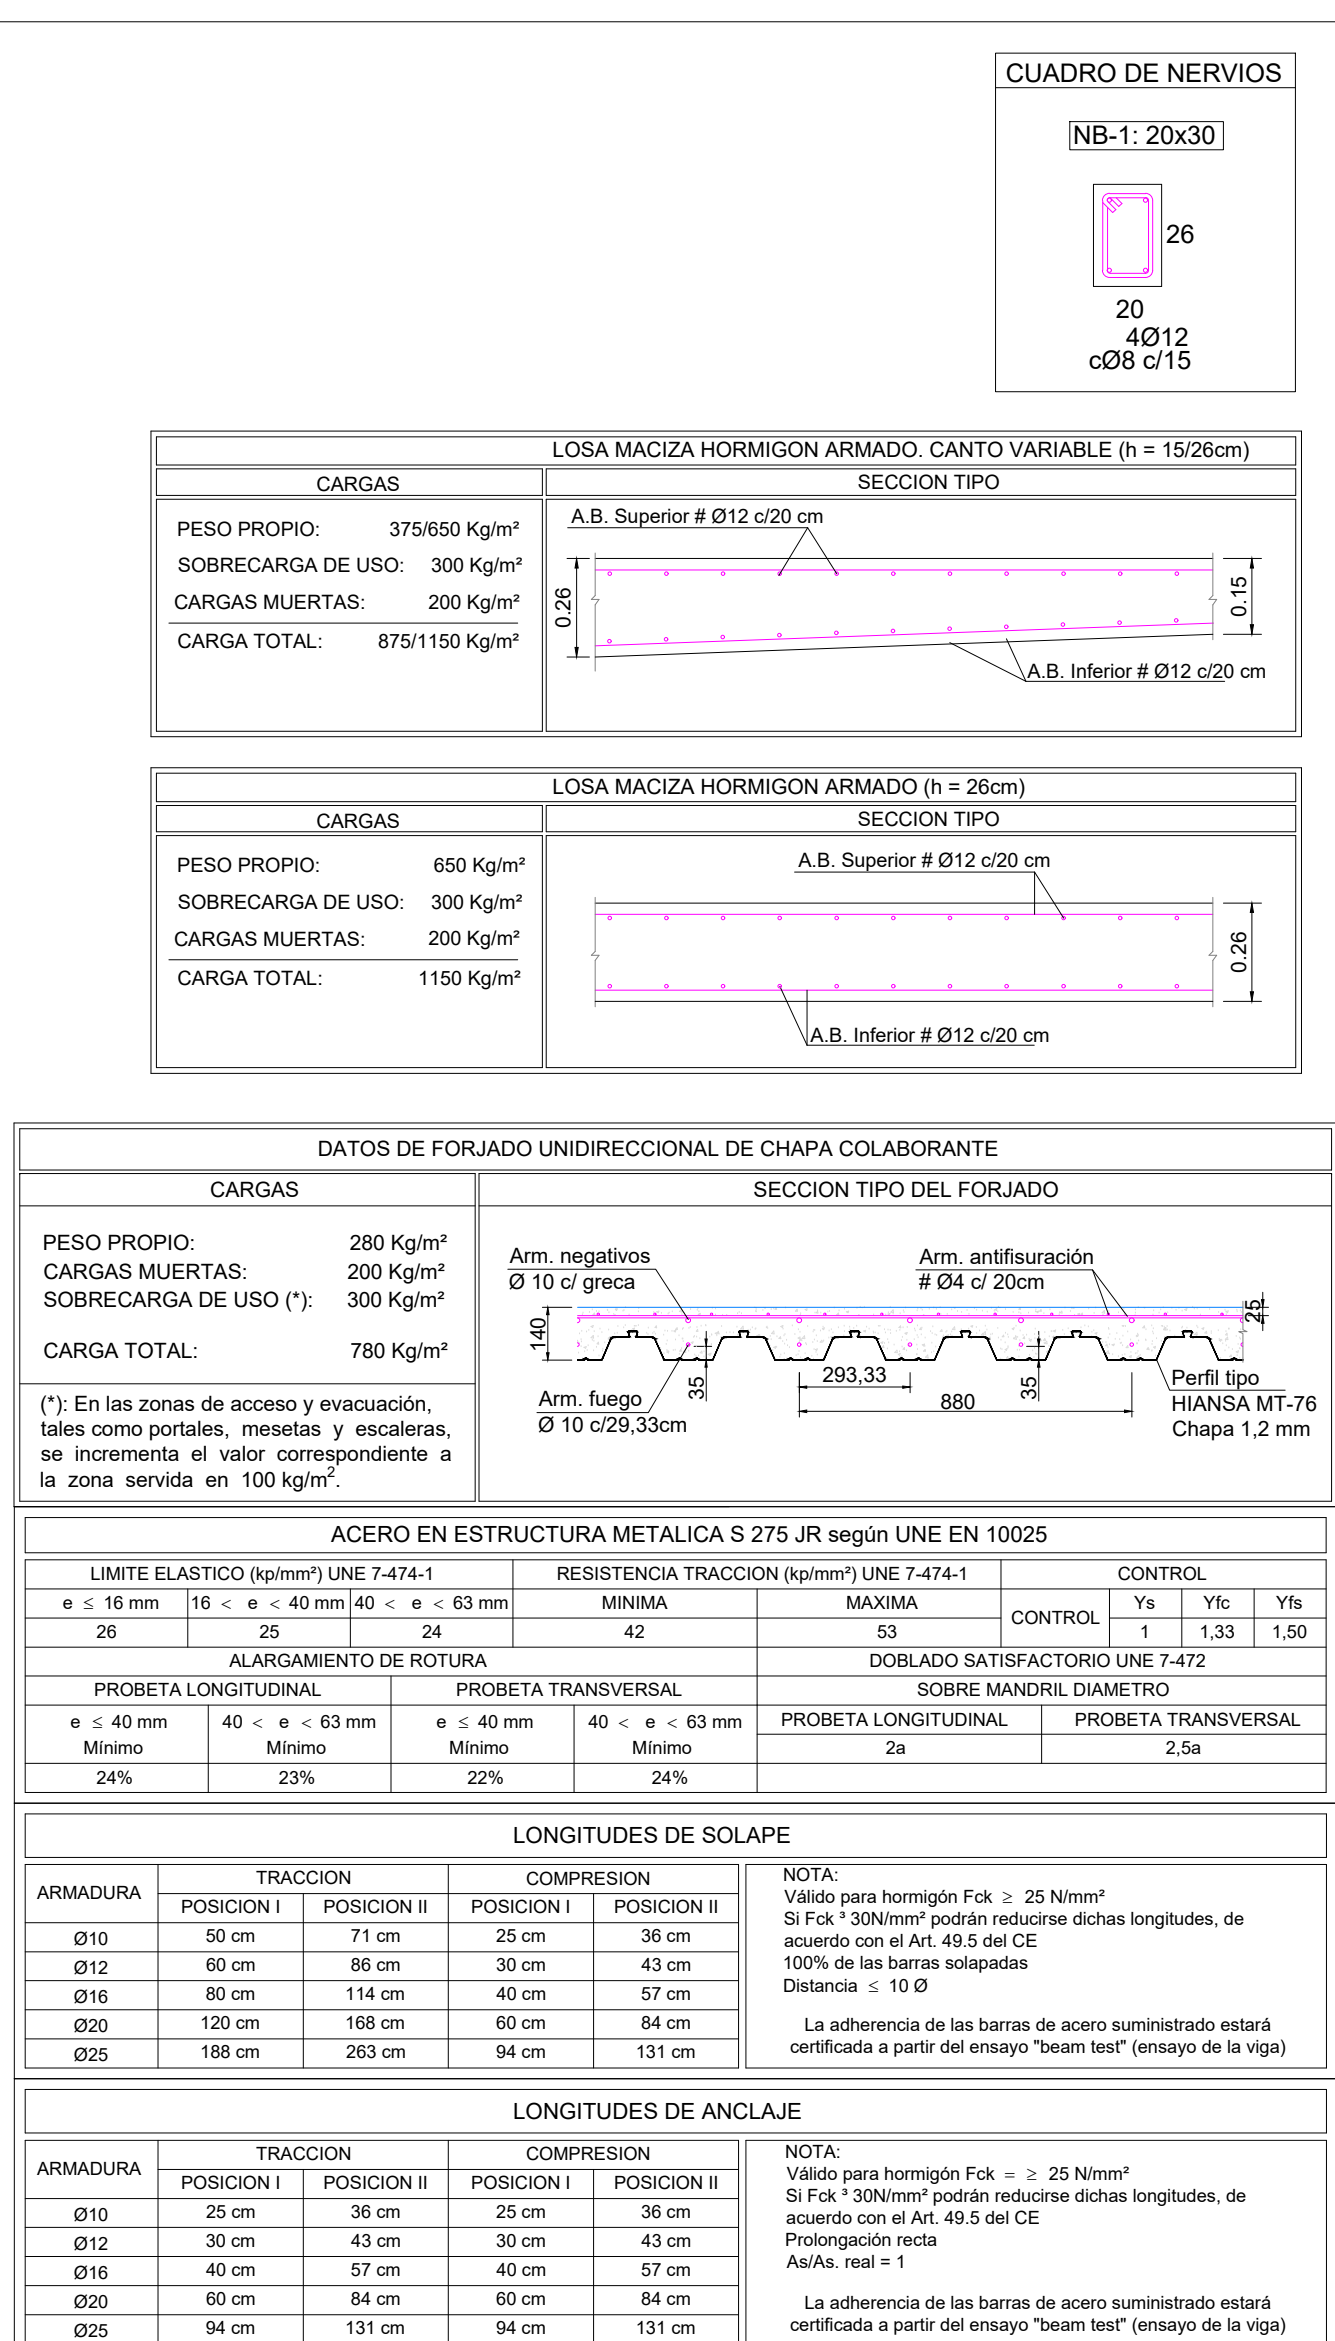 CUADRO DE NERVIOS
NB-1: 20x30
26
20
4Ø12
cØ8 c/15
LOSA MACIZA HORMIGON ARMADO. CANTO VARIABLE (h = 15/26cm)
CARGAS
SECCION TIPO
PESO PROPIO: 375/650 Kg/m²
SOBRECARGA DE USO: 300 Kg/m²
CARGAS MUERTAS: 200 Kg/m²
CARGA TOTAL: 875/1150 Kg/m²
A.B. Superior # Ø12 c/20 cm
0.26
0.15
A.B. Inferior # Ø12 c/20 cm
LOSA MACIZA HORMIGON ARMADO (h = 26cm)
CARGAS
SECCION TIPO
PESO PROPIO: 650 Kg/m²
SOBRECARGA DE USO: 300 Kg/m²
CARGAS MUERTAS: 200 Kg/m²
CARGA TOTAL: 1150 Kg/m²
A.B. Superior # Ø12 c/20 cm
0.26
A.B. Inferior # Ø12 c/20 cm
DATOS DE FORJADO UNIDIRECCIONAL DE CHAPA COLABORANTE
CARGAS
SECCION TIPO DEL FORJADO
PESO PROPIO: 280 Kg/m²
CARGAS MUERTAS: 200 Kg/m²
SOBRECARGA DE USO (*): 300 Kg/m²
CARGA TOTAL: 780 Kg/m²
(*): En las zonas de acceso y evacuación,
tales como portales, mesetas y escaleras,
se incrementa el valor correspondiente a
la zona servida en 100 kg/m².
Arm. negativos
Ø 10 c/ greca
Arm. antifisuración
# Ø4 c/ 20cm
140
25
35
293,33
35
880
Arm. fuego
Ø 10 c/29,33cm
Perfil tipo
HIANSA MT-76
Chapa 1,2 mm
ACERO EN ESTRUCTURA METALICA S 275 JR según UNE EN 10025
LIMITE ELASTICO (kp/mm²) UNE 7-474-1 RESISTENCIA TRACCION (kp/mm²) UNE 7-474-1 CONTROL
e ≤ 16 mm 16 < e < 40 mm 40 < e < 63 mm MINIMA MAXIMA CONTROL Ys Yfc Yfs
26 25 24 42 53 1 1,33 1,50
ALARGAMIENTO DE ROTURA DOBLADO SATISFACTORIO UNE 7-472
PROBETA LONGITUDINAL PROBETA TRANSVERSAL SOBRE MANDRIL DIAMETRO
e ≤ 40 mm 40 < e < 63 mm e ≤ 40 mm 40 < e < 63 mm PROBETA LONGITUDINAL PROBETA TRANSVERSAL
Mínimo Mínimo Mínimo Mínimo 2a 2,5a
24% 23% 22% 24%
LONGITUDES DE SOLAPE
ARMADURA TRACCION COMPRESION
POSICION I POSICION II POSICION I POSICION II
Ø10 50 cm 71 cm 25 cm 36 cm
Ø12 60 cm 86 cm 30 cm 43 cm
Ø16 80 cm 114 cm 40 cm 57 cm
Ø20 120 cm 168 cm 60 cm 84 cm
Ø25 188 cm 263 cm 94 cm 131 cm
NOTA:
Válido para hormigón Fck ≥ 25 N/mm²
Si Fck ³ 30N/mm² podrán reducirse dichas longitudes, de
acuerdo con el Art. 49.5 del CE
100% de las barras solapadas
Distancia ≤ 10 Ø
La adherencia de las barras de acero suministrado estará
certificada a partir del ensayo "beam test" (ensayo de la viga)
LONGITUDES DE ANCLAJE
ARMADURA TRACCION COMPRESION
POSICION I POSICION II POSICION I POSICION II
Ø10 25 cm 36 cm 25 cm 36 cm
Ø12 30 cm 43 cm 30 cm 43 cm
Ø16 40 cm 57 cm 40 cm 57 cm
Ø20 60 cm 84 cm 60 cm 84 cm
Ø25 94 cm 131 cm 94 cm 131 cm
NOTA:
Válido para hormigón Fck = ≥ 25 N/mm²
Si Fck ³ 30N/mm² podrán reducirse dichas longitudes, de
acuerdo con el Art. 49.5 del CE
Prolongación recta
As/As. real = 1
La adherencia de las barras de acero suministrado estará
certificada a partir del ensayo "beam test" (ensayo de la viga)